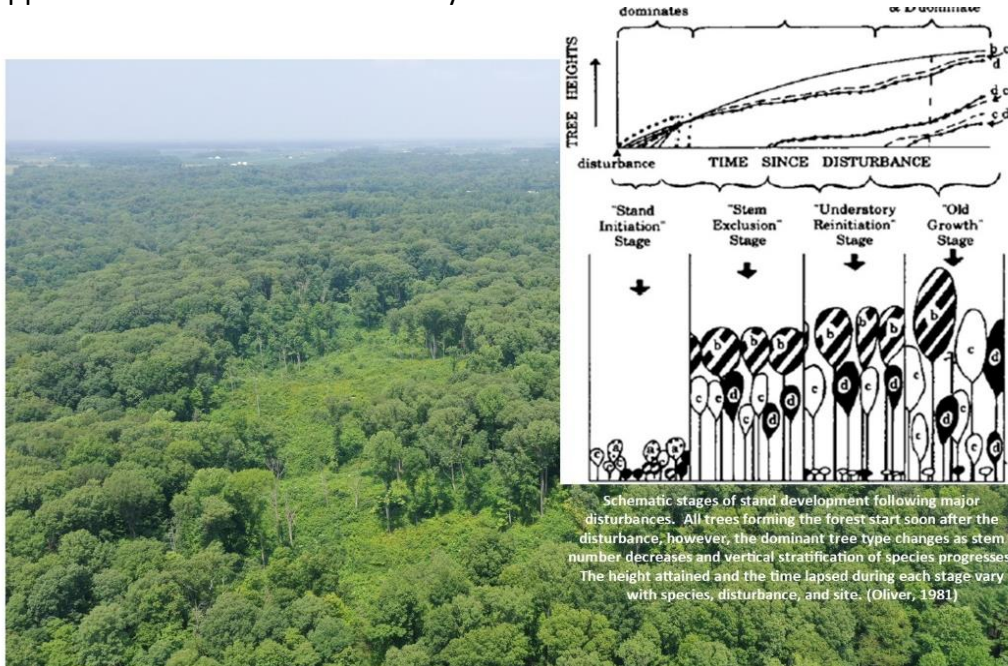 dominates
& D dominate
TREE HEIGHTS
b
c
d
d
c
c
d
disturbance
TIME SINCE DISTURBANCE
"Stand
Initiation"
Stage
"Stem
Exclusion"
Stage
"Understory
Reinitiation"
Stage
"Old
Growth"
Stage
b b b
b b b
b
c
d
c c d c c d d
c d c
c d c c d
c a a
Schematic stages of stand development following major
disturbances. All trees forming the forest start soon after the
disturbance, however, the dominant tree type changes as stem
number decreases and vertical stratification of species progresses.
The height attained and the time lapsed during each stage vary
with species, disturbance, and site. (Oliver, 1981)